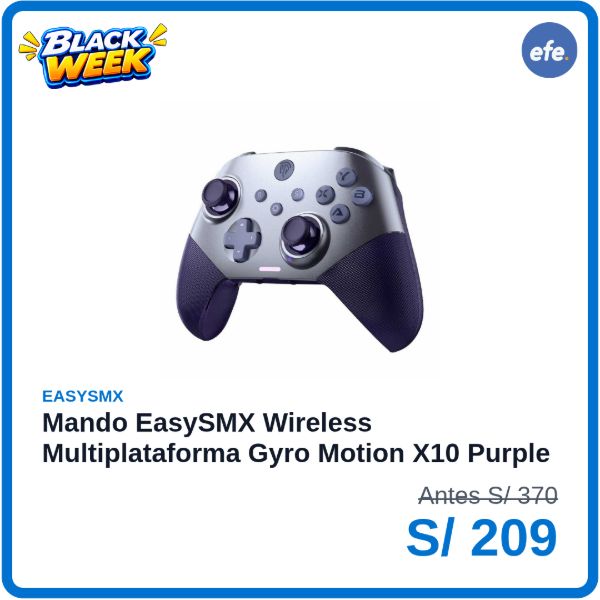 BLACK
WEEK
efe.
Y
X
B
A
EASYSMX
Mando EasySMX Wireless
Multiplataforma Gyro Motion X10 Purple
Antes S/ 370
S/ 209